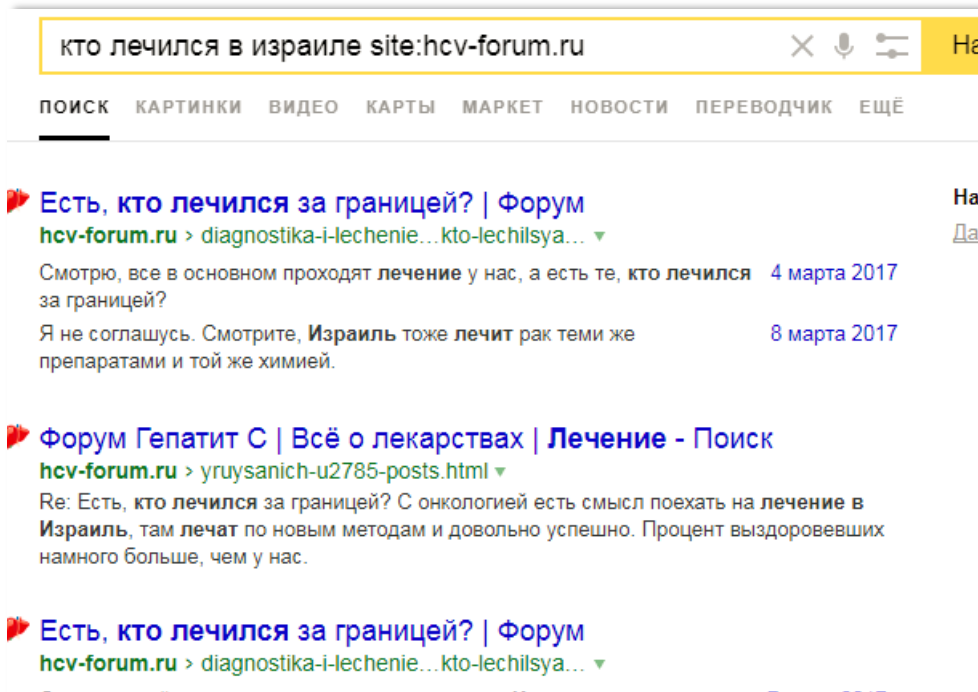 кто лечился в израиле site:hcv-forum.ru
ПОИСК КАРТИНКИ ВИДЕО КАРТЫ МАРКЕТ НОВОСТИ ПЕРЕВОДЧИК ЕЩЁ
Есть, кто лечился за границей? | Форум
hcv-forum.ru › diagnostika-i-lechenie…kto-lechilsya…
Смотрю, все в основном проходят лечение у нас, а есть те, кто лечился 4 марта 2017
за границей?
Я не соглашусь. Смотрите, Израиль тоже лечит рак теми же 8 марта 2017
препаратами и той же химией.
Форум Гепатит С | Всё о лекарствах | Лечение - Поиск
hcv-forum.ru › yruysanich-u2785-posts.html
Re: Есть, кто лечился за границей? С онкологией есть смысл поехать на лечение в
Израиль, там лечат по новым методам и довольно успешно. Процент выздоровевших
намного больше, чем у нас.
Есть, кто лечился за границей? | Форум
hcv-forum.ru › diagnostika-i-lechenie…kto-lechilsya…